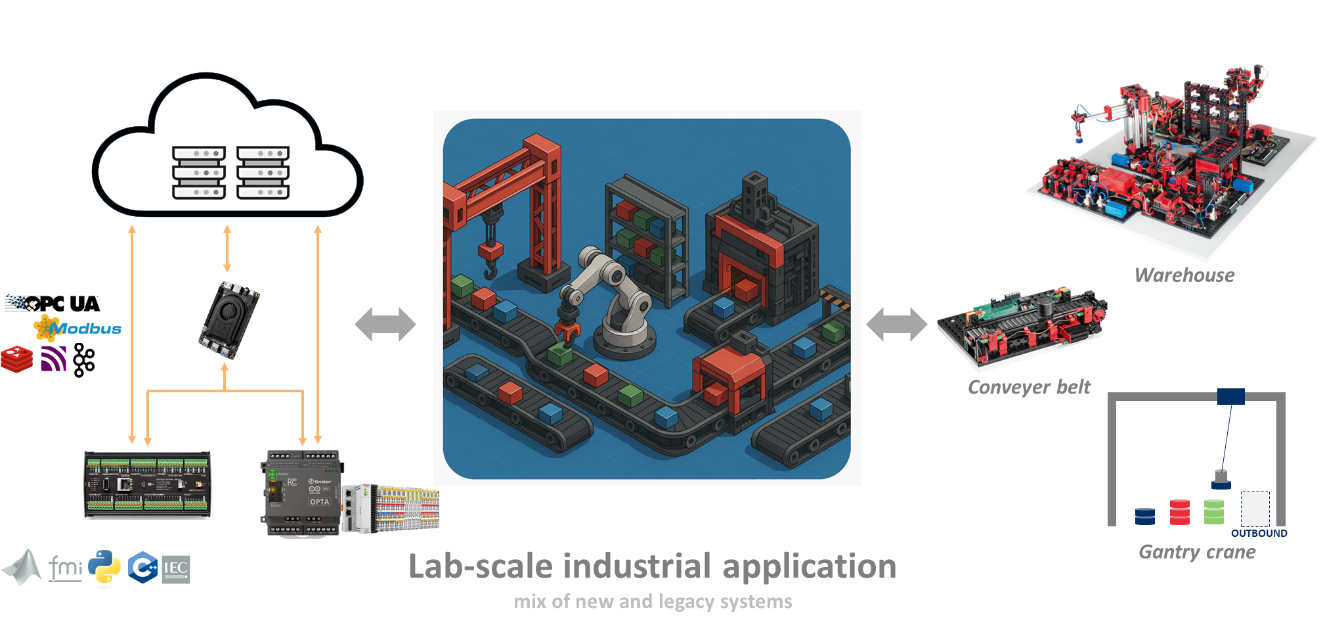 Warehouse
OPC UA
Modbus
Conveyer belt
finder
OPTA
OUTBOUND
Gantry crane
fmi
IEC
Lab-scale industrial application
mix of new and legacy systems